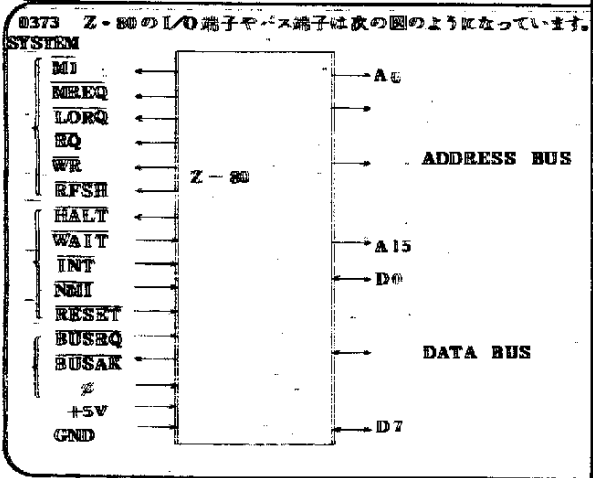 0373 Z-80のI/O端子やバス端子は次の図のようになっています。
SYSTEM
M1
MREQ
IORQ
RQ
WR
RFSH
HALT
WAIT
INT
NMI
RESET
BUSRQ
BUSAK
ø
+5V
GND
Z-80
A0
ADDRESS BUS
A15
D0
DATA BUS
D7